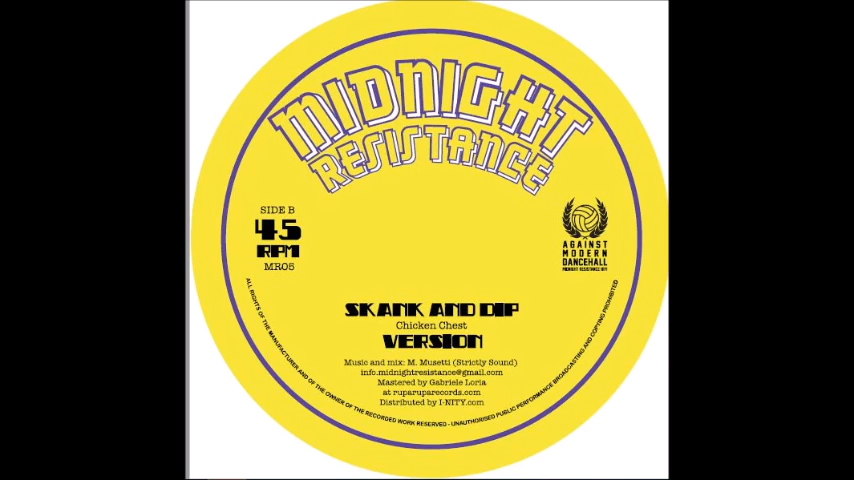 MIDNIGHT
RESISTANCE
SIDE B
45
RPM
MR05
AGAINST
MODERN
DANCEHALL
MIDNIGHT RESISTANCE HIFI
SKANK AND DIP
Chicken Chest
VERSION
Music and mix: M. Musetti (Strictly Sound)
info.midnightresistance@gmail.com
Mastered by Gabriele Loria
at ruparuparecords.com
Distributed by I-NITY.com
ALL RIGHTS OF THE MANUFACTURER AND OF THE OWNER OF THE RECORDED WORK RESERVED - UNAUTHORISED PUBLIC PERFORMANCE BROADCASTING AND COPYING PROHIBITED